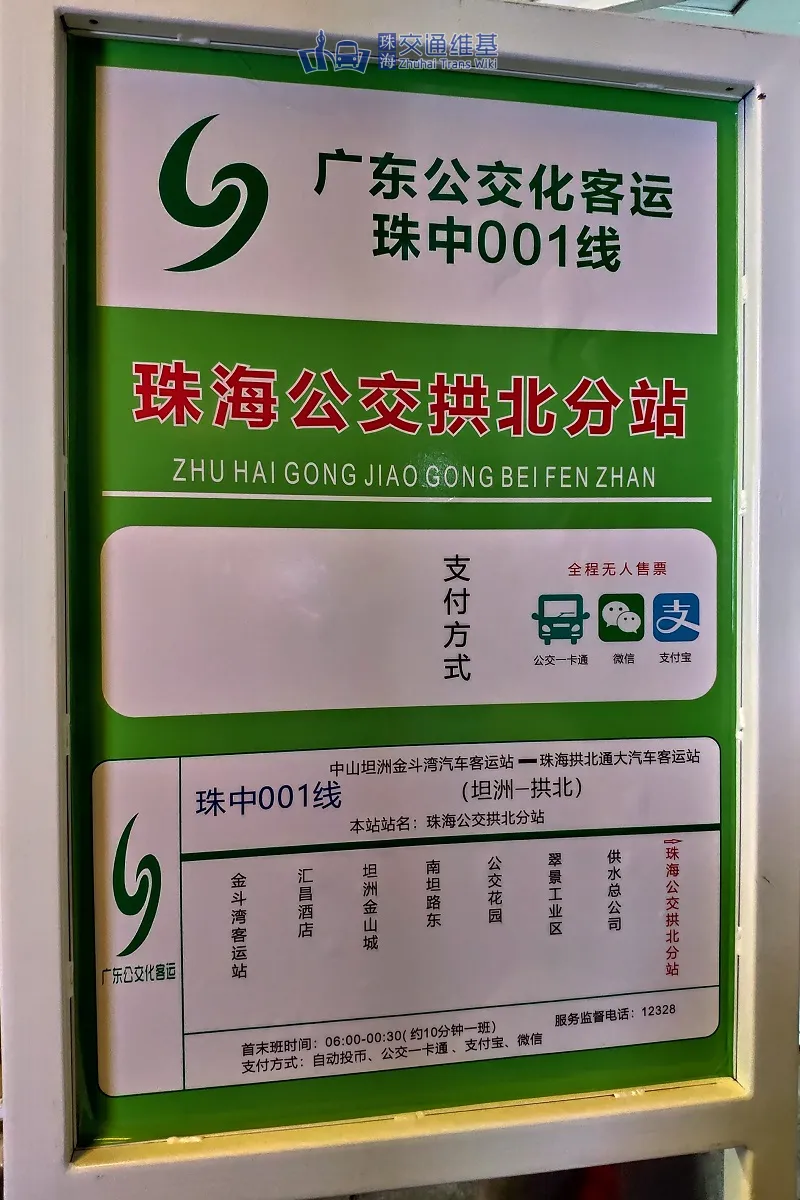 珠海
交通维基
Zhuhai Trans Wiki
广东公交化客运
珠中001线
珠海公交拱北分站
ZHU HAI GONG JIAO GONG BEI FEN ZHAN
支付方式
全程无人售票
公交一卡通 微信 支付宝
支
中山坦洲金斗湾汽车客运站━珠海拱北通大汽车客运站
珠中001线
(坦洲—拱北)
本站站名：珠海公交拱北分站
金斗湾客运站
汇昌酒店
坦洲金山城
南坦路东
公交花园
翠景工业区
供水总公司
珠海公交拱北分站
广东公交化客运
首末班时间：06:00-00:30(约10分钟一班)
服务监督电话：12328
支付方式：自动投币、公交一卡通、支付宝、微信